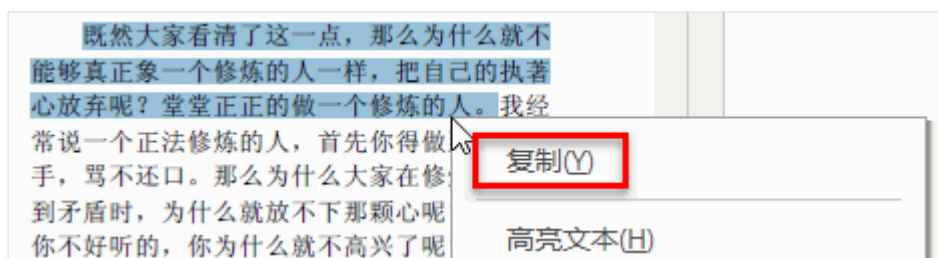 既然大家看清了这一点，那么为什么就不
能够真正象一个修炼的人一样，把自己的执著
心放弃呢？堂堂正正的做一个修炼的人。我经
常说一个正法修炼的人，首先你得做
手，骂不还口。那么为什么大家在修
到矛盾时，为什么就放不下那颗心呢
你不好听的，你为什么就不高兴了呢
复制(Y)
高亮文本(H)